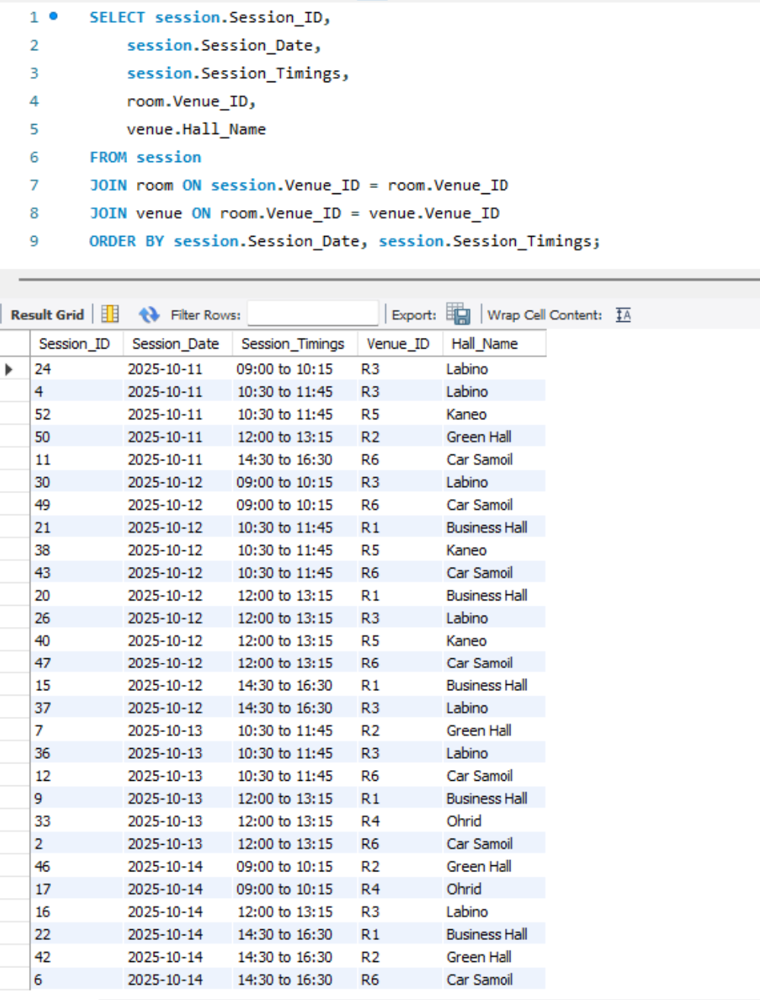 1 SELECT session.Session_ID,
2 session.Session_Date,
3 session.Session_Timings,
4 room.Venue_ID,
5 venue.Hall_Name
6 FROM session
7 JOIN room ON session.Venue_ID = room.Venue_ID
8 JOIN venue ON room.Venue_ID = venue.Venue_ID
9 ORDER BY session.Session_Date, session.Session_Timings;
Result Grid Filter Rows: Export: Wrap Cell Content: IA
Session_ID Session_Date Session_Timings Venue_ID Hall_Name
24 2025-10-11 09:00 to 10:15 R3 Labino
4 2025-10-11 10:30 to 11:45 R3 Labino
52 2025-10-11 10:30 to 11:45 R5 Kaneo
50 2025-10-11 12:00 to 13:15 R2 Green Hall
11 2025-10-11 14:30 to 16:30 R6 Car Samoil
30 2025-10-12 09:00 to 10:15 R3 Labino
49 2025-10-12 09:00 to 10:15 R6 Car Samoil
21 2025-10-12 10:30 to 11:45 R1 Business Hall
38 2025-10-12 10:30 to 11:45 R5 Kaneo
43 2025-10-12 10:30 to 11:45 R6 Car Samoil
20 2025-10-12 12:00 to 13:15 R1 Business Hall
26 2025-10-12 12:00 to 13:15 R3 Labino
40 2025-10-12 12:00 to 13:15 R5 Kaneo
47 2025-10-12 12:00 to 13:15 R6 Car Samoil
15 2025-10-12 14:30 to 16:30 R1 Business Hall
37 2025-10-12 14:30 to 16:30 R3 Labino
7 2025-10-13 10:30 to 11:45 R2 Green Hall
36 2025-10-13 10:30 to 11:45 R3 Labino
12 2025-10-13 10:30 to 11:45 R6 Car Samoil
9 2025-10-13 12:00 to 13:15 R1 Business Hall
33 2025-10-13 12:00 to 13:15 R4 Ohrid
2 2025-10-13 12:00 to 13:15 R6 Car Samoil
46 2025-10-14 09:00 to 10:15 R2 Green Hall
17 2025-10-14 09:00 to 10:15 R4 Ohrid
16 2025-10-14 12:00 to 13:15 R3 Labino
22 2025-10-14 14:30 to 16:30 R1 Business Hall
42 2025-10-14 14:30 to 16:30 R2 Green Hall
6 2025-10-14 14:30 to 16:30 R6 Car Samoil